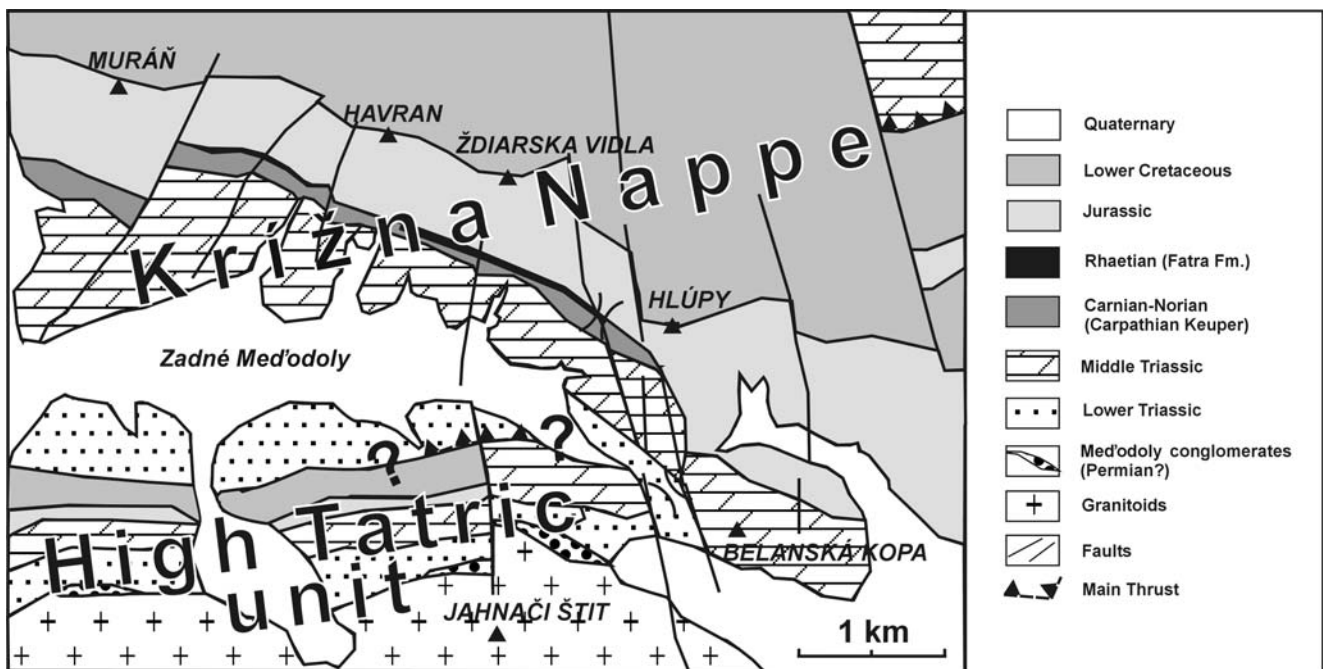 MURÁŇ
HAVRAN
ŽDIARSKA VIDLA
Krížna Nappe
HLÚPY
Zadné Meďodoly
?
?
High Tatric
unit
BELANSKÁ KOPA
JAHNAČI ŠTIT
1 km
Quaternary
Lower Cretaceous
Jurassic
Rhaetian (Fatra Fm.)
Carnian-Norian
(Carpathian Keuper)
Middle Triassic
Lower Triassic
Meďodoly conglomerates
(Permian?)
Granitoids
Faults
Main Thrust